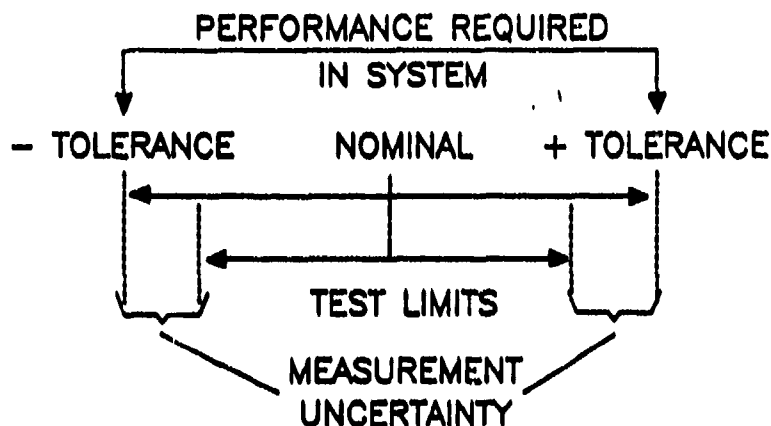 PERFORMANCE REQUIRED
IN SYSTEM
- TOLERANCE NOMINAL + TOLERANCE
TEST LIMITS
MEASUREMENT
UNCERTAINTY